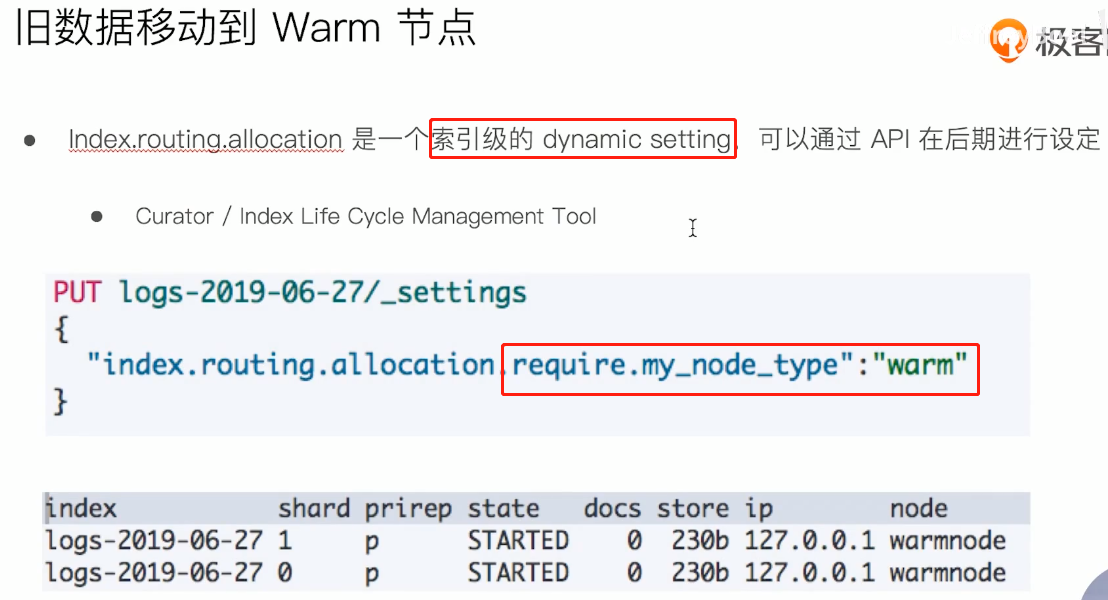 旧数据移动到 Warm 节点
极客
● Index.routing.allocation 是一个索引级的 dynamic setting, 可以通过 API 在后期进行设定
● Curator / Index Life Cycle Management Tool
PUT logs-2019-06-27/_settings
{
"index.routing.allocation.require.my_node_type":"warm"
}
index shard prirep state docs store ip node
logs-2019-06-27 1 p STARTED 0 230b 127.0.0.1 warmnode
logs-2019-06-27 0 p STARTED 0 230b 127.0.0.1 warmnode